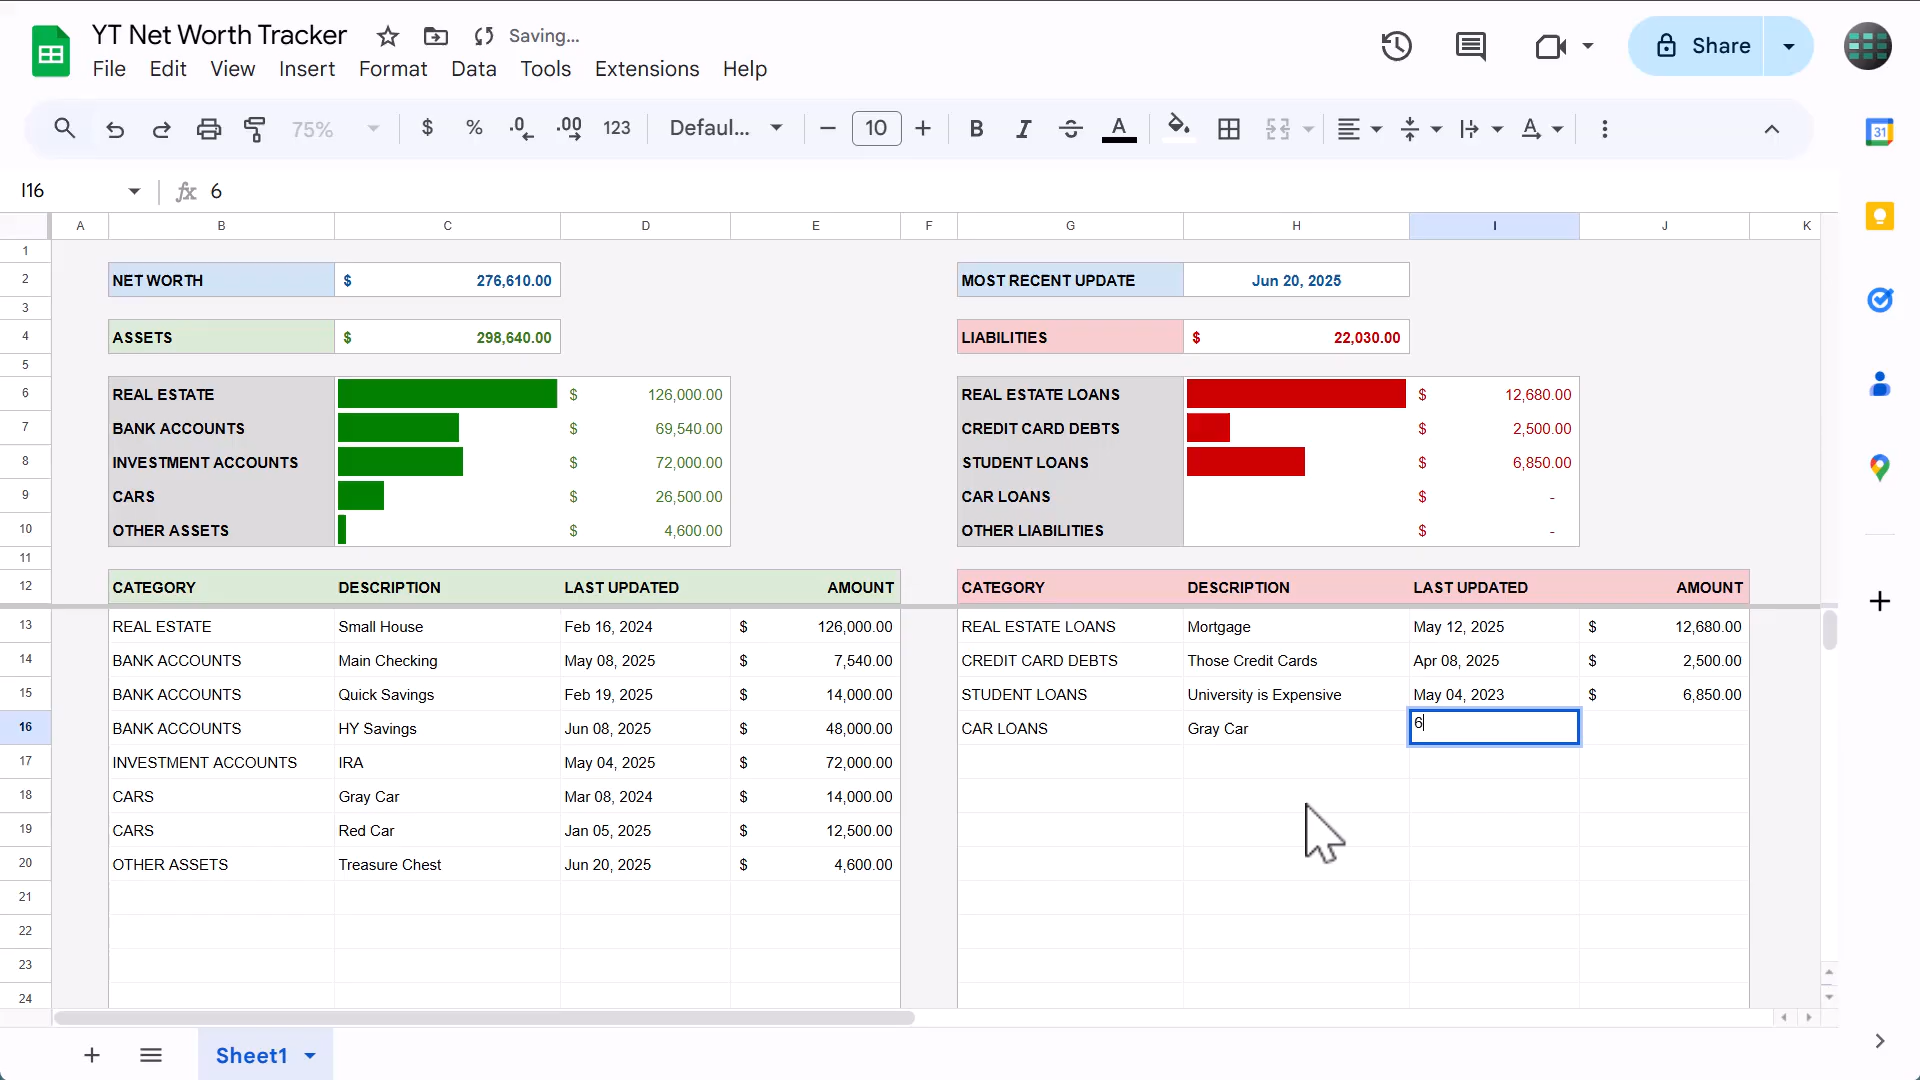 YT Net Worth Tracker Saving...
File Edit View Insert Format Data Tools Extensions Help
Share
75% $ % .0 .00 123 Defaul... 10 B I S A A
31
I16 fx 6
A B C D E F G H I J K
1
2 NET WORTH $ 276,610.00 MOST RECENT UPDATE Jun 20, 2025
3
4 ASSETS $ 298,640.00 LIABILITIES $ 22,030.00
5
6 REAL ESTATE $ 126,000.00 REAL ESTATE LOANS $ 12,680.00
7 BANK ACCOUNTS $ 69,540.00 CREDIT CARD DEBTS $ 2,500.00
8 INVESTMENT ACCOUNTS $ 72,000.00 STUDENT LOANS $ 6,850.00
9 CARS $ 26,500.00 CAR LOANS $ -
10 OTHER ASSETS $ 4,600.00 OTHER LIABILITIES $ -
11
12 CATEGORY DESCRIPTION LAST UPDATED AMOUNT CATEGORY DESCRIPTION LAST UPDATED AMOUNT
13 REAL ESTATE Small House Feb 16, 2024 $ 126,000.00 REAL ESTATE LOANS Mortgage May 12, 2025 $ 12,680.00
14 BANK ACCOUNTS Main Checking May 08, 2025 $ 7,540.00 CREDIT CARD DEBTS Those Credit Cards Apr 08, 2025 $ 2,500.00
15 BANK ACCOUNTS Quick Savings Feb 19, 2025 $ 14,000.00 STUDENT LOANS University is Expensive May 04, 2023 $ 6,850.00
16 BANK ACCOUNTS HY Savings Jun 08, 2025 $ 48,000.00 CAR LOANS Gray Car 6
17 INVESTMENT ACCOUNTS IRA May 04, 2025 $ 72,000.00
18 CARS Gray Car Mar 08, 2024 $ 14,000.00
19 CARS Red Car Jan 05, 2025 $ 12,500.00
20 OTHER ASSETS Treasure Chest Jun 20, 2025 $ 4,600.00
21
22
23
24
Sheet1